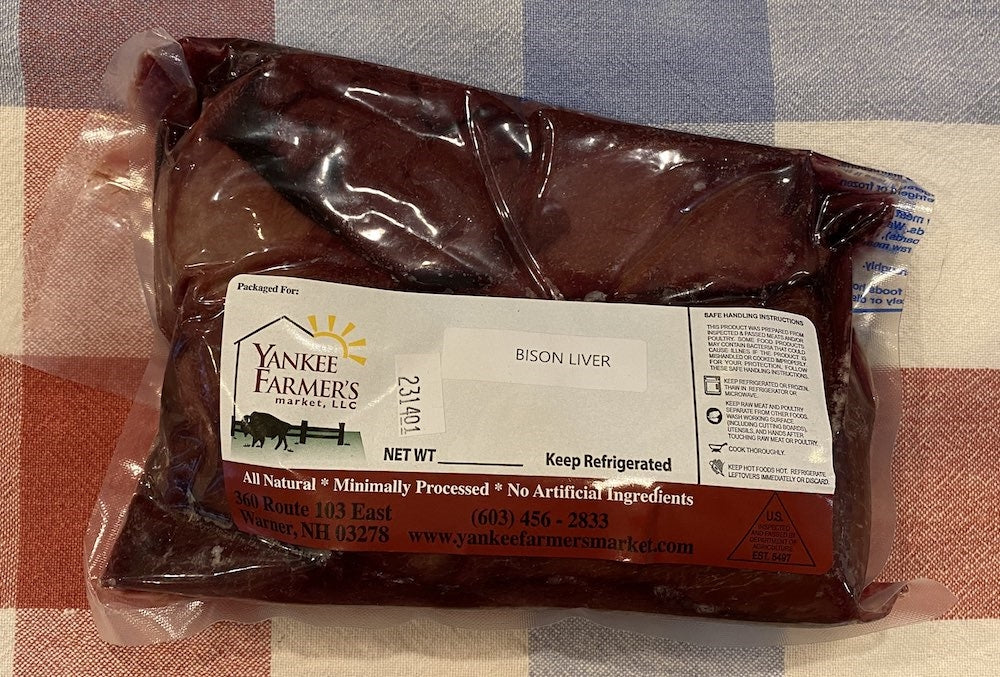 Packaged For:
YANKEE
FARMER'S
market, LLC
231401
BISON LIVER
NET WT
Keep Refrigerated
SAFE HANDLING INSTRUCTIONS
THIS PRODUCT WAS PREPARED FROM
INSPECTED & PASSED MEATS AND/OR
POULTRY. SOME FOOD PRODUCTS
MAY CONTAIN BACTERIA THAT COULD
CAUSE ILLNES IF THE PRODUCT IS
MISHANDLED OR COOKED IMPROPERLY.
FOR YOUR PROTECTION, FOLLOW
THESE SAFE HANDLING INSTRUCTIONS.
KEEP REFRIGERATED OR FROZEN,
THAW IN REFRIGERATOR OR
MICROWAVE.
KEEP RAW MEAT AND POULTRY
SEPARATE FROM OTHER FOODS.
WASH WORKING SURFACE
(INCLUDING CUTTING BOARDS),
UTENSILS, AND HANDS AFTER
TOUCHING RAW MEAT OR POULTRY.
COOK THOROUGHLY.
KEEP HOT FOODS HOT. REFRIGERATE
LEFTOVERS IMMEDIATELY OR DISCARD.
All Natural * Minimally Processed * No Artificial Ingredients
360 Route 103 East
(603) 456 - 2833
Warner, NH 03278
www.yankeefarmersmarket.com
U.S.
INSPECTED
AND PASSED BY
DEPARTMENT OF
AGRICULTURE
EST. 5497